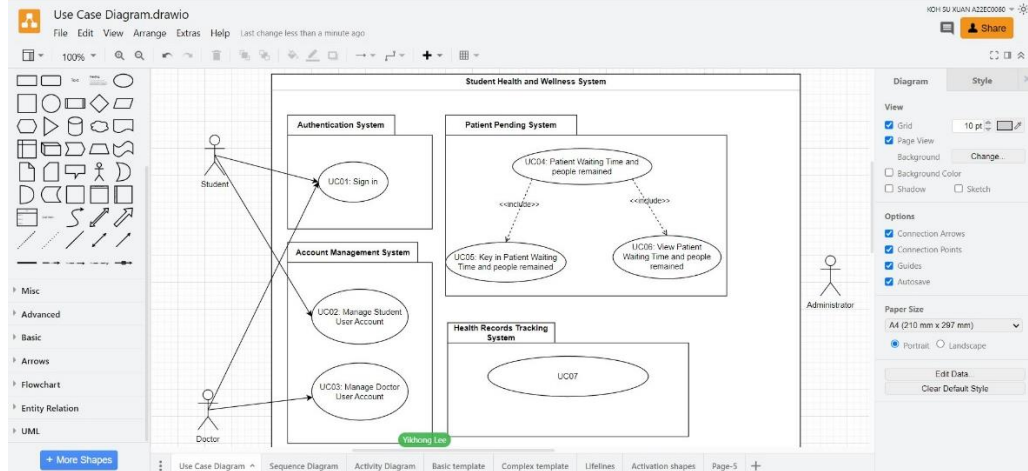 Use Case Diagram.drawio
KOH SU XUAN A22EC0060
File Edit View Arrange Extras Help Last change less than a minute ago
Share
100%
Text
Student Health and Wellness System
Authentication System
Student
UC01: Sign in
Account Management System
UC02: Manage Student
User Account
UC03: Manage Doctor
User Account
Doctor
Patient Pending System
UC04: Patient Waiting Time and
people remained
<<include>>
<<include>>
UC05: Key in Patient Waiting
Time and people remained
UC06: View Patient
Waiting Time and people
remained
Health Records Tracking
System
UC07
Administrator
Yikhong Lee
Misc
Advanced
Basic
Arrows
Flowchart
Entity Relation
UML
+ More Shapes
Diagram
Style
View
Grid
10 pt
Page View
Background
Change...
Background Color
Shadow
Sketch
Options
Connection Arrows
Connection Points
Guides
Autosave
Paper Size
A4 (210 mm x 297 mm)
Portrait
Landscape
Edit Data...
Clear Default Style
Use Case Diagram
Sequence Diagram
Activity Diagram
Basic template
Complex template
Lifelines
Activation shapes
Page-5